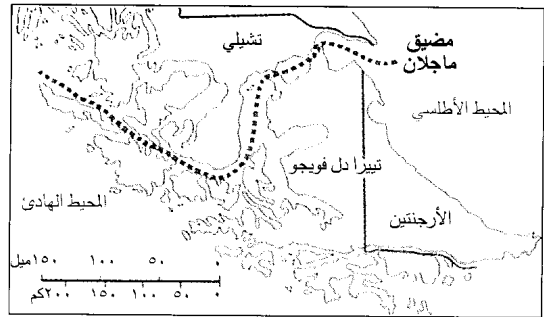 تشيلي
مضيق
ماجلان
المحيط الأطلسي
تييرا دل فويجو
المحيط الهادئ
الأرجنتين
٠ ٥٠ ١٠٠ ١٥٠ميل
٠ ٥٠ ١٠٠ ١٥٠ ٢٠٠كم